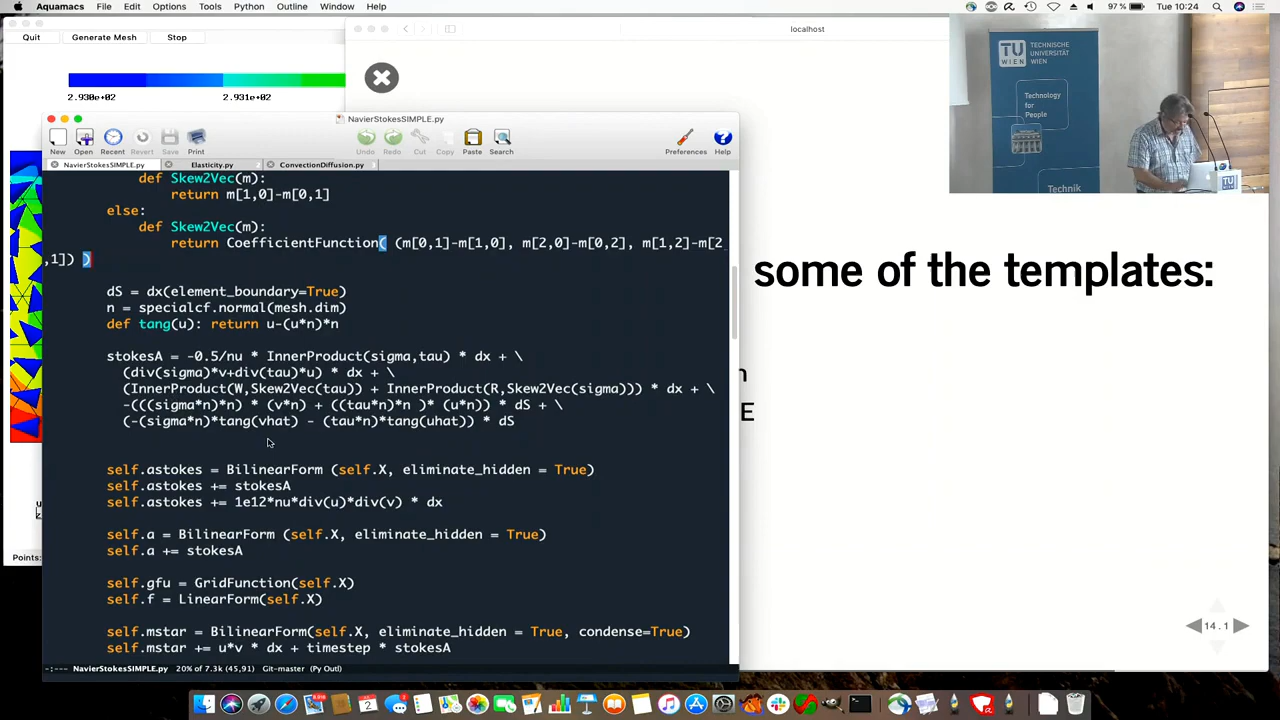 Aquamacs File Edit Options Tools Python Outline Window Help 97 % Tue 10:24
Quit Generate Mesh Stop
localhost
2.930e+02 2.931e+02
TU WIEN TECHNISCHE UNIVERSITÄT WIEN
Technology for People
Technik
NavierStokesSIMPLE.py
New Open Recent Revert Save Print Undo Redo Cut Copy Paste Search Preferences Help
NavierStokesSIMPLE.py Elasticity.py ConvectionDiffusion.py
def Skew2Vec(m):
return m[1,0]-m[0,1]
else:
def Skew2Vec(m):
return CoefficientFunction( (m[0,1]-m[1,0], m[2,0]-m[0,2], m[1,2]-m[2
,1]) )
dS = dx(element_boundary=True)
n = specialcf.normal(mesh.dim)
def tang(u): return u-(u*n)*n
stokesA = -0.5/nu * InnerProduct(sigma,tau) * dx + \
(div(sigma)*v+div(tau)*u) * dx + \
(InnerProduct(W,Skew2Vec(tau)) + InnerProduct(R,Skew2Vec(sigma))) * dx + \
-(((sigma*n)*n) * (v*n) + ((tau*n)*n )* (u*n)) * dS + \
(-(sigma*n)*tang(vhat) - (tau*n)*tang(uhat)) * dS
self.astokes = BilinearForm (self.X, eliminate_hidden = True)
self.astokes += stokesA
self.astokes += 1e12*nu*div(u)*div(v) * dx
self.a = BilinearForm (self.X, eliminate_hidden = True)
self.a += stokesA
self.gfu = GridFunction(self.X)
self.f = LinearForm(self.X)
self.mstar = BilinearForm(self.X, eliminate_hidden = True, condense=True)
self.mstar += u*v * dx + timestep * stokesA
-:--- NavierStokesSIMPLE.py 20% of 7.3k (45,91) Git-master (Py Outl)
some of the templates:
n
E
Points:
14.1